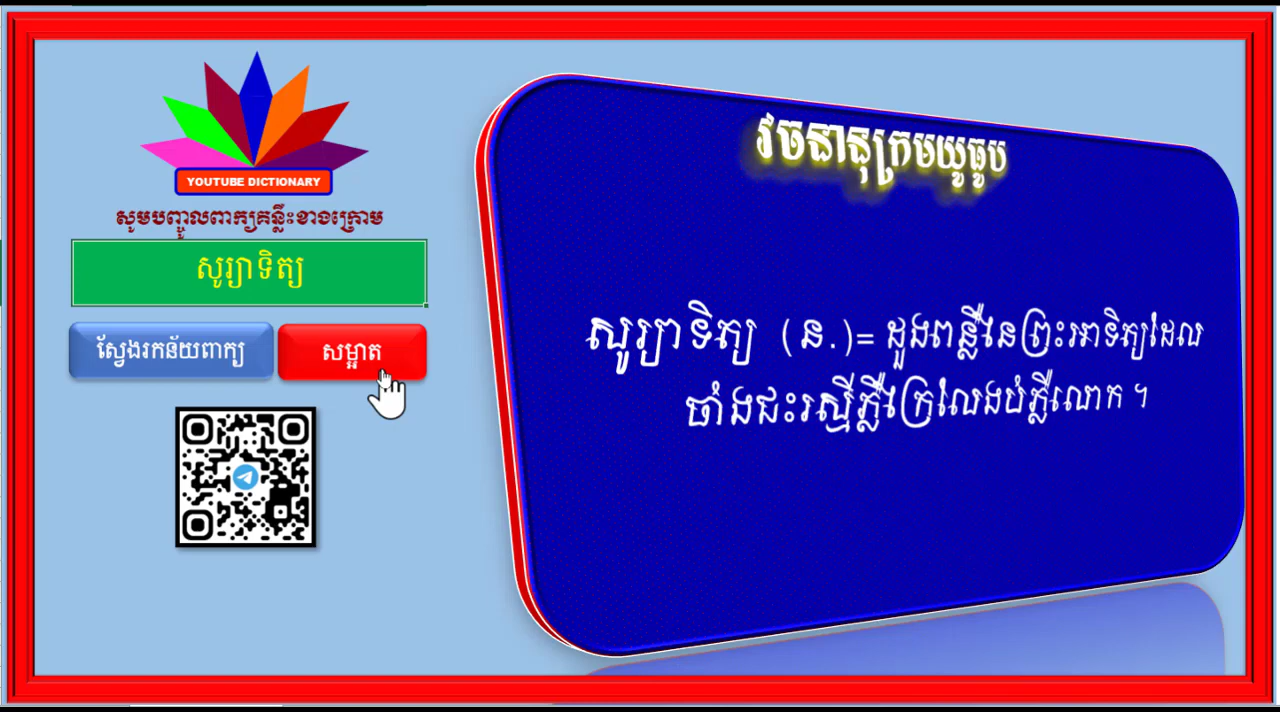 YOUTUBE DICTIONARY
សូមបញ្ចូលពាក្យគន្លឹះខាងក្រោម
សូរ្យាទិត្យ
ស្វែងរកន័យពាក្យ
សម្អាត
វចនានុក្រមយូធូប
សូរ្យាទិត្យ (ន.)= ដួងពន្លឺនៃព្រះអាទិត្យដែល
ចាំងជះរស្មីភ្លឺក្រៃលែងបំភ្លឺលោក ។